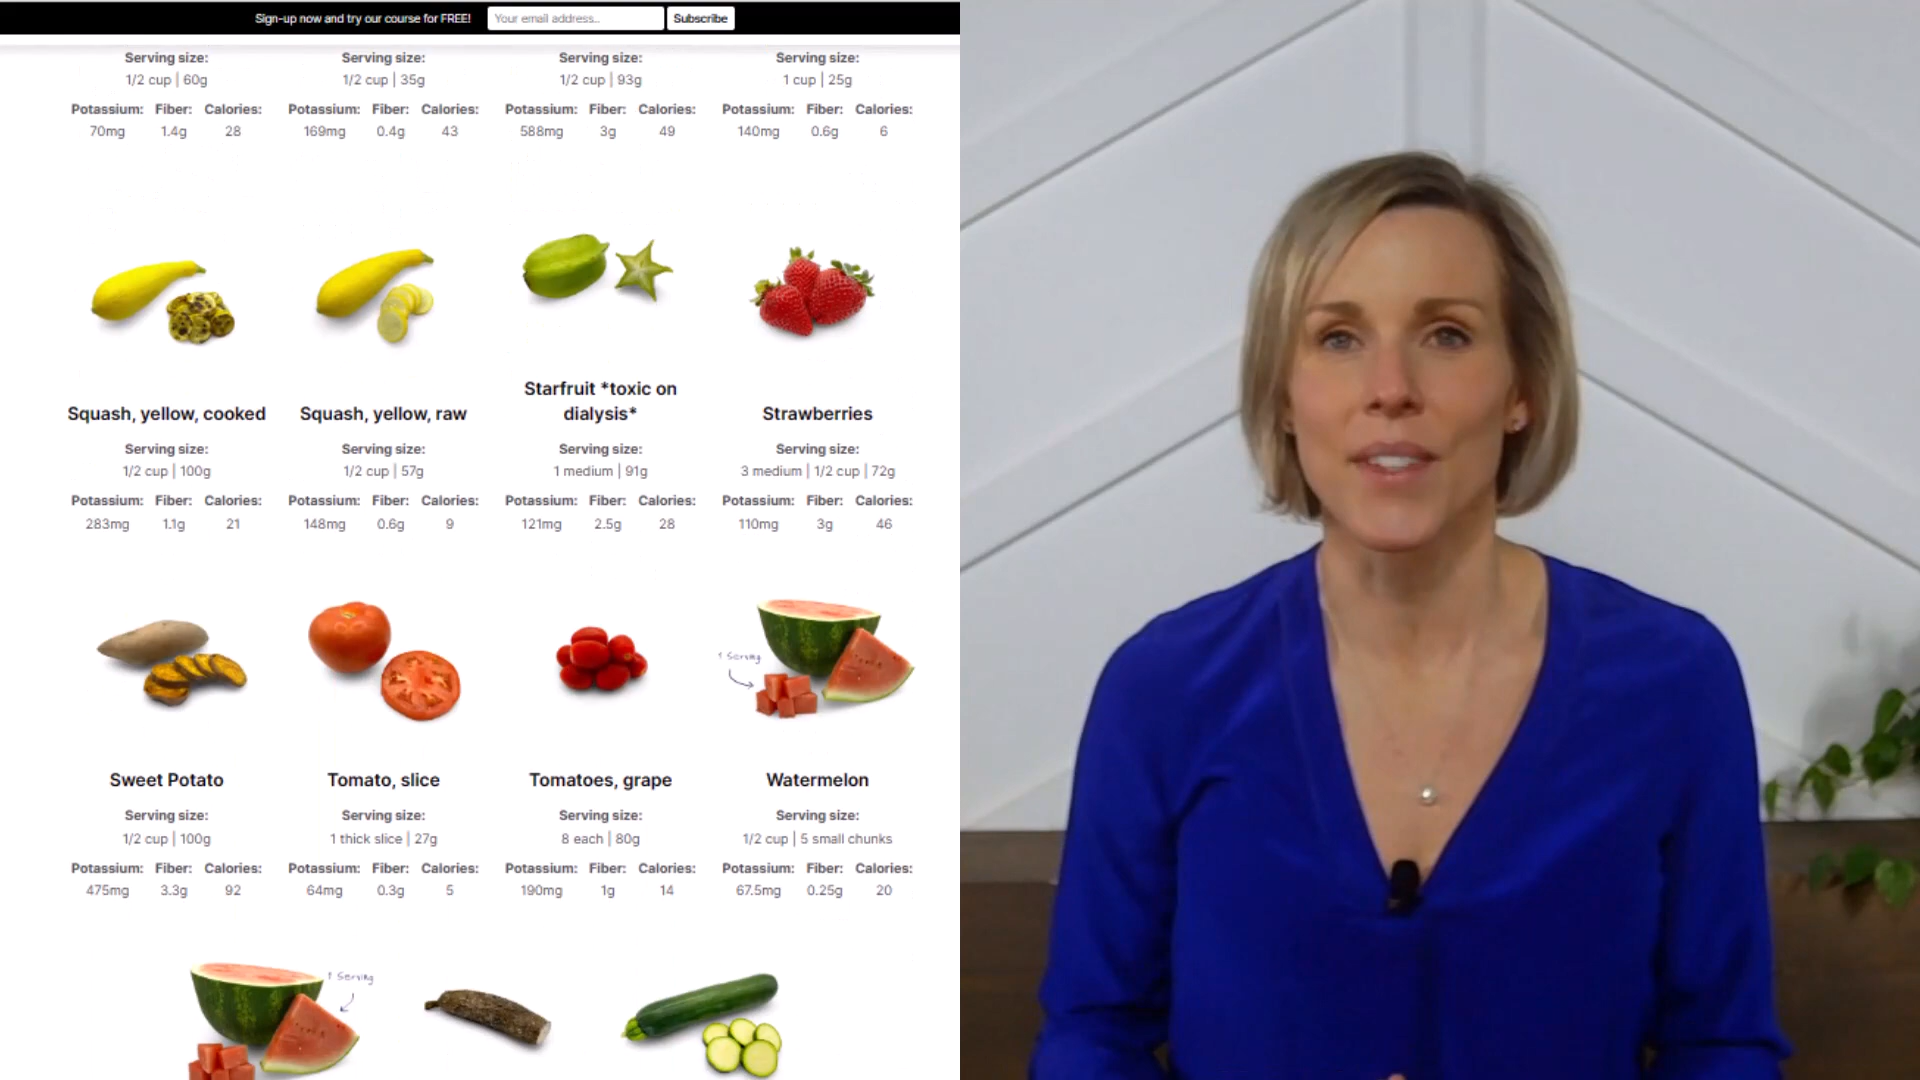 Sign-up now and try our course for FREE! Your email address.. Subscribe
Serving size: Serving size: Serving size: Serving size:
1/2 cup | 60g 1/2 cup | 35g 1/2 cup | 93g 1 cup | 25g
Potassium: Fiber: Calories: Potassium: Fiber: Calories: Potassium: Fiber: Calories: Potassium: Fiber: Calories:
70mg 1.4g 28 169mg 0.4g 43 588mg 3g 49 140mg 0.6g 6
Starfruit *toxic on
Squash, yellow, cooked Squash, yellow, raw dialysis* Strawberries
Serving size: Serving size: Serving size: Serving size:
1/2 cup | 100g 1/2 cup | 57g 1 medium | 91g 3 medium | 1/2 cup | 72g
Potassium: Fiber: Calories: Potassium: Fiber: Calories: Potassium: Fiber: Calories: Potassium: Fiber: Calories:
283mg 1.1g 21 148mg 0.6g 9 121mg 2.5g 28 110mg 3g 46
1 Serving
Sweet Potato Tomato, slice Tomatoes, grape Watermelon
Serving size: Serving size: Serving size: Serving size:
1/2 cup | 100g 1 thick slice | 27g 8 each | 80g 1/2 cup | 5 small chunks
Potassium: Fiber: Calories: Potassium: Fiber: Calories: Potassium: Fiber: Calories: Potassium: Fiber: Calories:
475mg 3.3g 92 64mg 0.3g 5 190mg 1g 14 67.5mg 0.25g 20
1 Serving